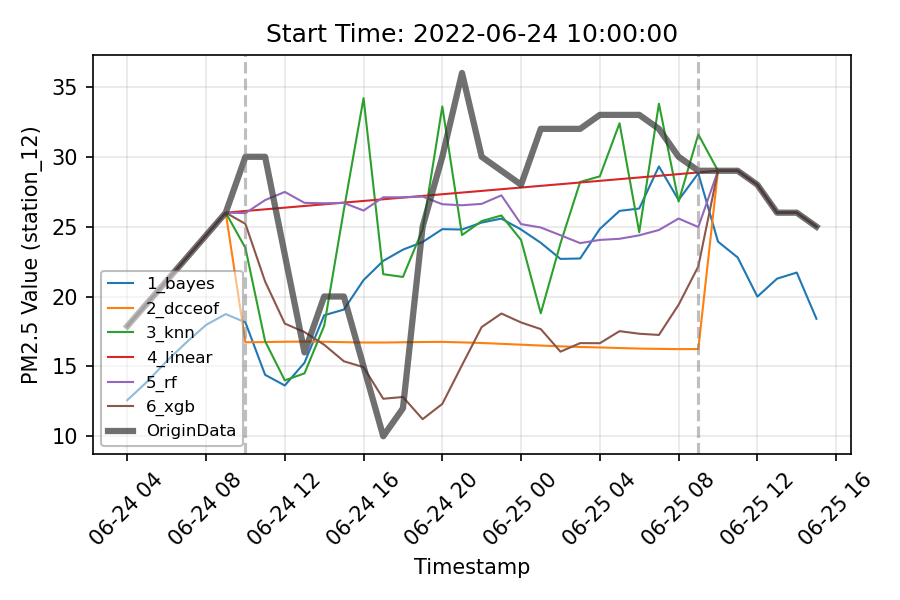 Start Time: 2022-06-24 10:00:00
PM2.5 Value (station_12)
35
30
25
20
15
10
1_bayes
2_dcceof
3_knn
4_linear
5_rf
6_xgb
OriginData
06-24 04
06-24 08
06-24 12
06-24 16
06-24 20
06-25 00
06-25 04
06-25 08
06-25 12
06-25 16
Timestamp